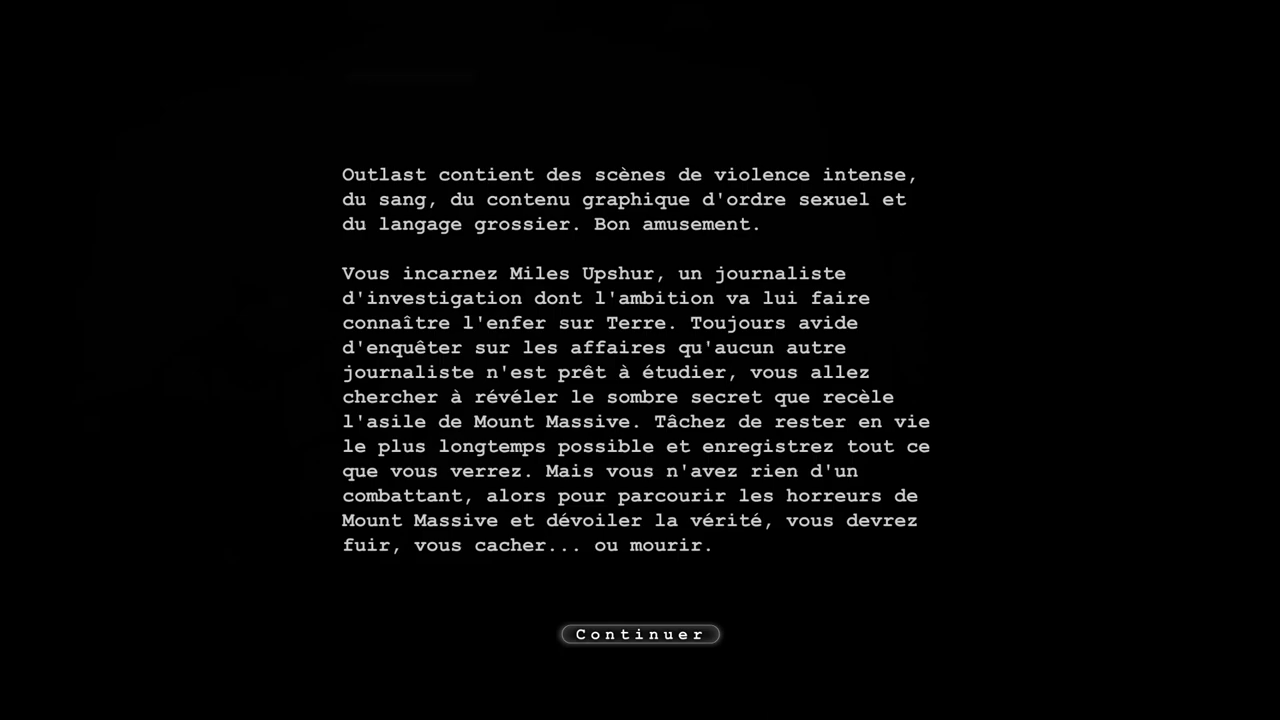 Outlast contient des scènes de violence intense,
du sang, du contenu graphique d'ordre sexuel et
du langage grossier. Bon amusement.
Vous incarnez Miles Upshur, un journaliste
d'investigation dont l'ambition va lui faire
connaître l'enfer sur Terre. Toujours avide
d'enquêter sur les affaires qu'aucun autre
journaliste n'est prêt à étudier, vous allez
chercher à révéler le sombre secret que recèle
l'asile de Mount Massive. Tâchez de rester en vie
le plus longtemps possible et enregistrez tout ce
que vous verrez. Mais vous n'avez rien d'un
combattant, alors pour parcourir les horreurs de
Mount Massive et dévoiler la vérité, vous devrez
fuir, vous cacher... ou mourir.
Continuer